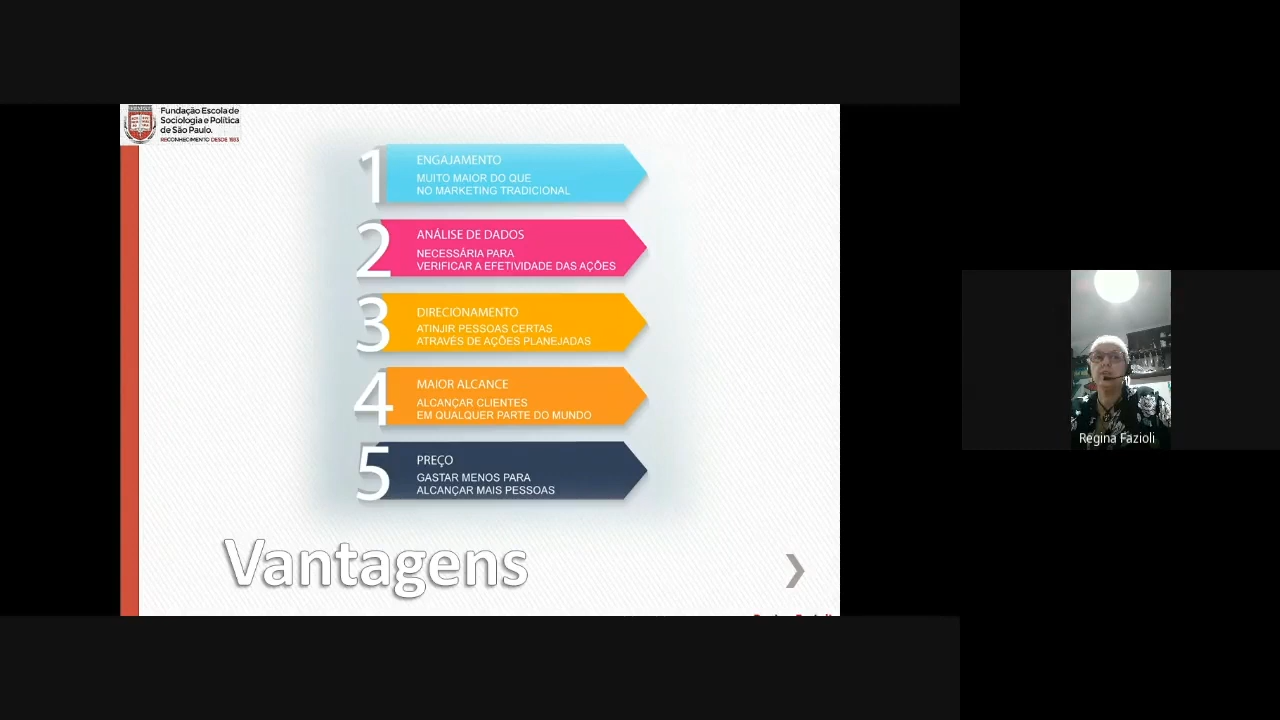 Fundação Escola de
Sociologia e Política
de São Paulo.
RECONHECIMENTO DESDE 1933
1 ENGAJAMENTO
MUITO MAIOR DO QUE
NO MARKETING TRADICIONAL
2 ANÁLISE DE DADOS
NECESSÁRIA PARA
VERIFICAR A EFETIVIDADE DAS AÇÕES
3 DIRECIONAMENTO
ATINJIR PESSOAS CERTAS
ATRAVÉS DE AÇÕES PLANEJADAS
4 MAIOR ALCANCE
ALCANÇAR CLIENTES
EM QUALQUER PARTE DO MUNDO
5 PREÇO
GASTAR MENOS PARA
ALCANÇAR MAIS PESSOAS
Vantagens
Regina Fazioli